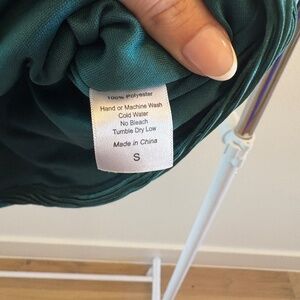 100% Polyester
Hand or Machine Wash
Cold Water
No Bleach
Tumble Dry Low
Made in China
S